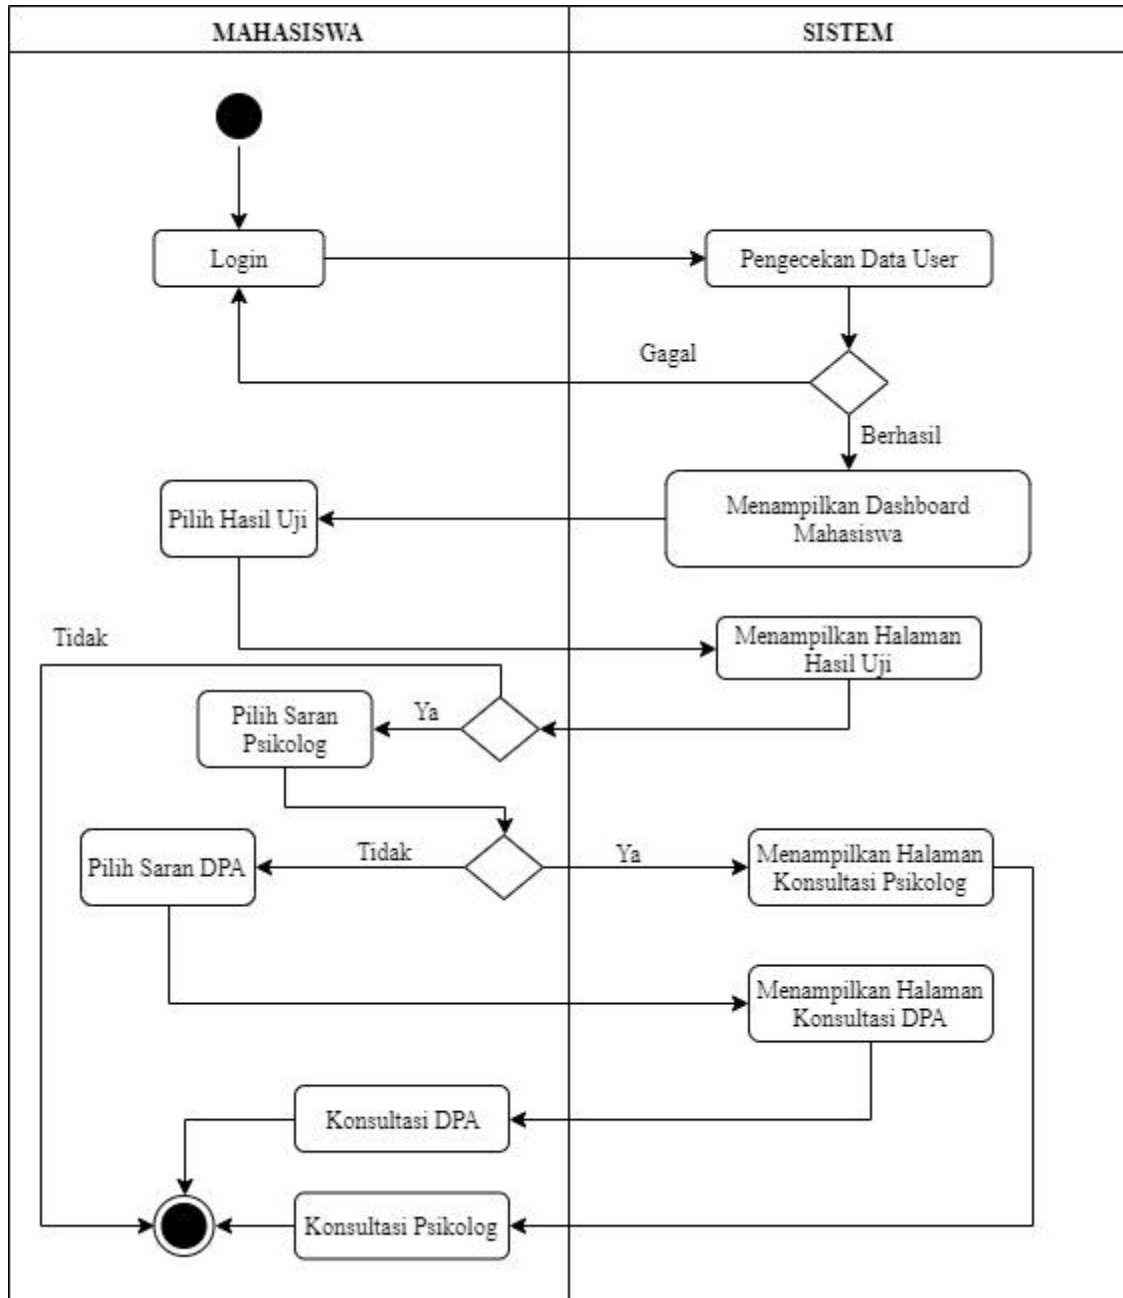 MAHASISWA
SISTEM
Login
Pengecekan Data User
Gagal
Berhasil
Pilih Hasil Uji
Menampilkan Dashboard
Mahasiswa
Tidak
Menampilkan Halaman
Hasil Uji
Pilih Saran
Psikolog
Ya
Pilih Saran DPA
Tidak
Ya
Menampilkan Halaman
Konsultasi Psikolog
Menampilkan Halaman
Konsultasi DPA
Konsultasi DPA
Konsultasi Psikolog